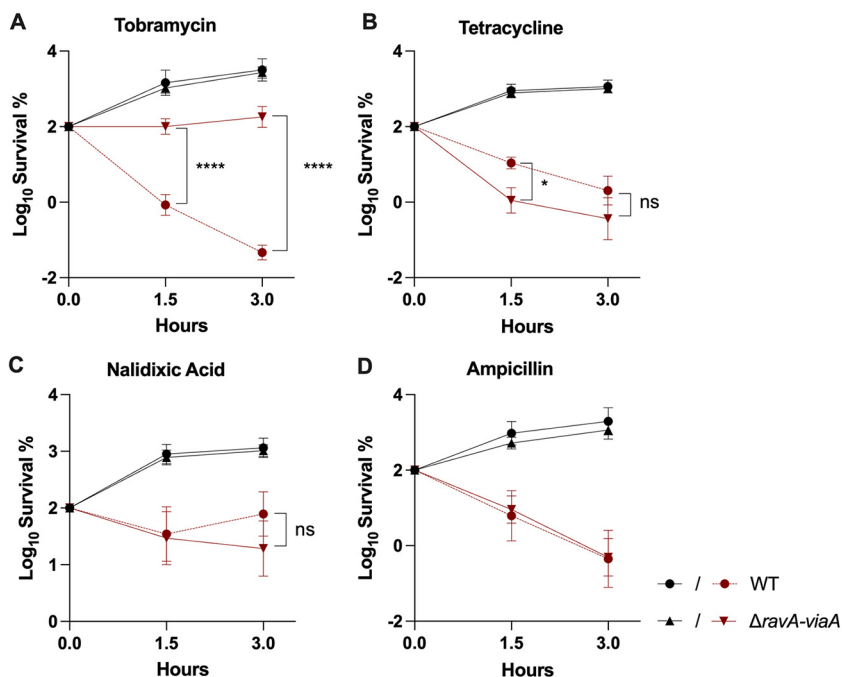 A
Tobramycin
Log10 Survival %
4
2
0
-2
****
****
0.0 1.5 3.0
Hours
B
Tetracycline
Log10 Survival %
4
2
0
-2
*
ns
0.0 1.5 3.0
Hours
C
Nalidixic Acid
Log10 Survival %
4
3
2
1
0
ns
0.0 1.5 3.0
Hours
D
Ampicillin
Log10 Survival %
4
2
0
-2
0.0 1.5 3.0
Hours
/ WT
/ ΔravA-viaA